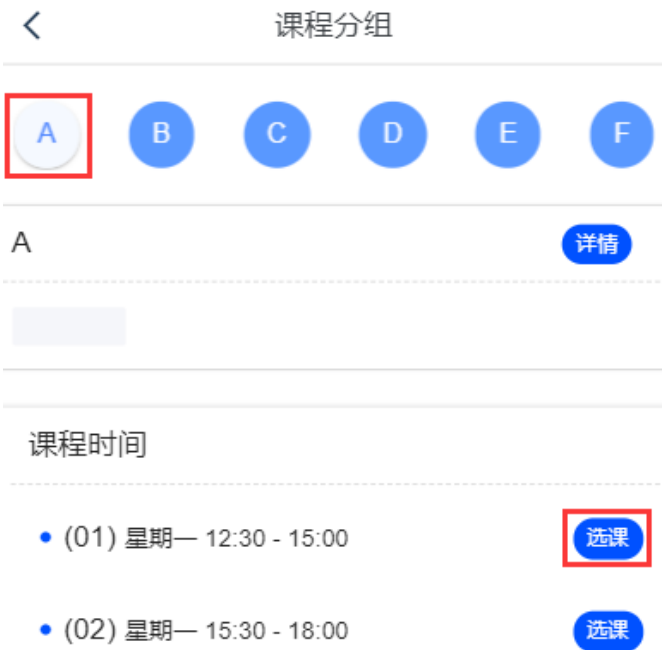 课程分组
A B C D E F
A 详情
课程时间
(01) 星期一 12:30 - 15:00 选课
(02) 星期一 15:30 - 18:00 选课